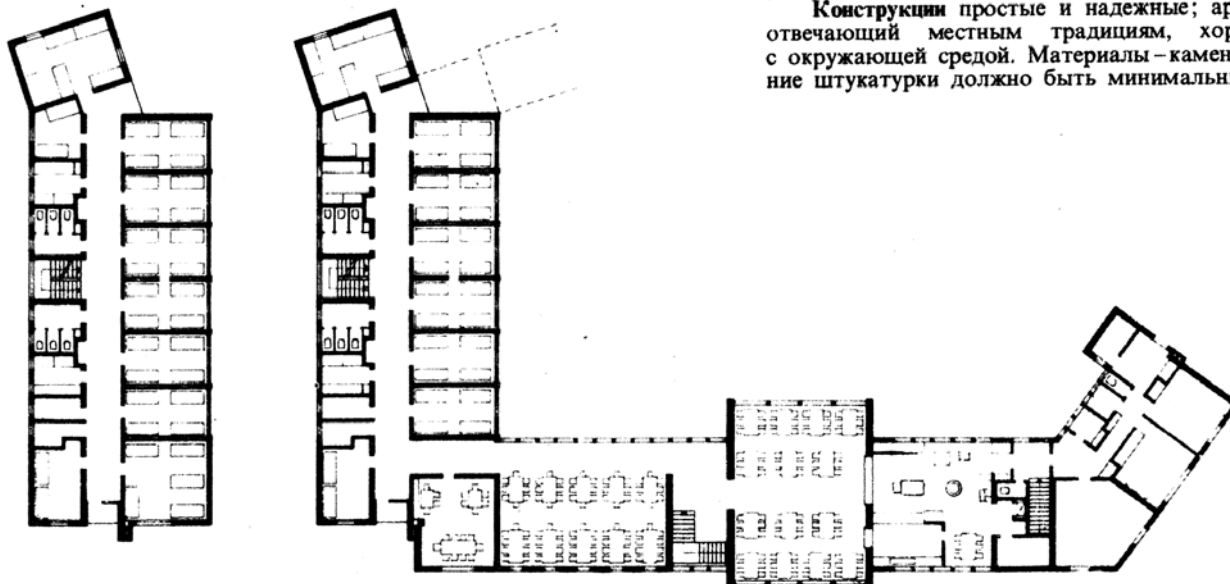 Конструкции простые и надежные; ар
отвечающий местным традициям, хор
с окружающей средой. Материалы – камен
ние штукатурки должно быть минимальн